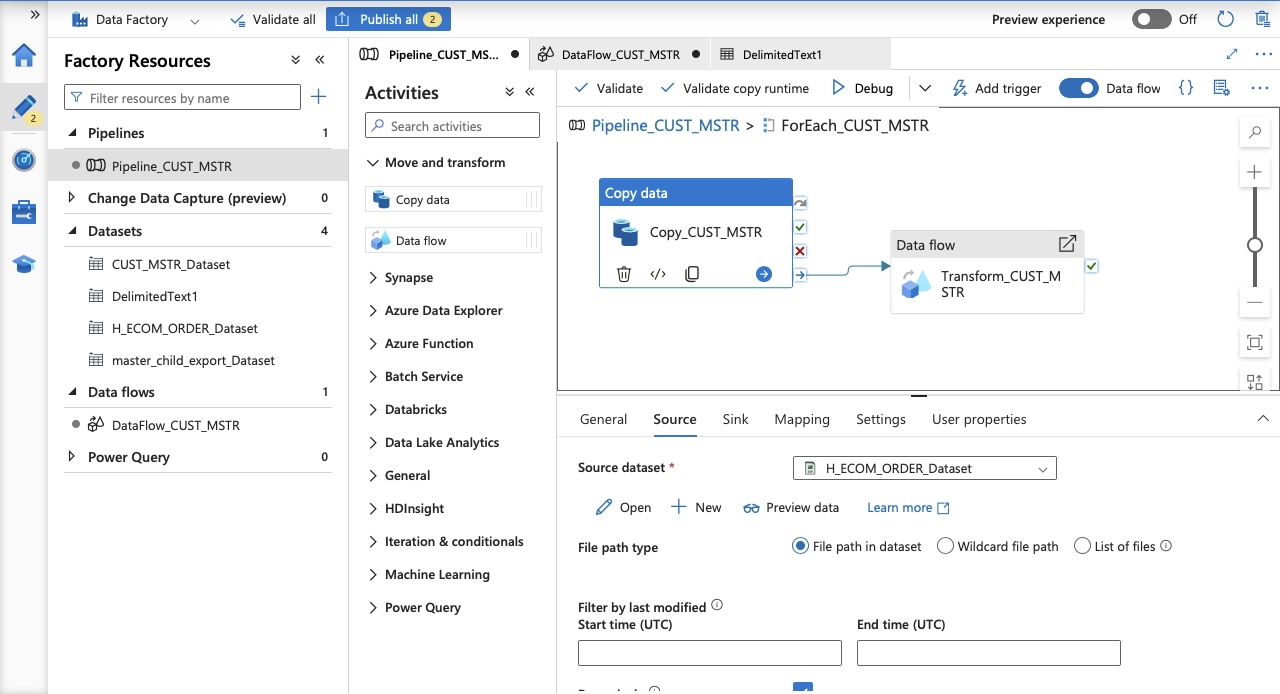 Data Factory
Validate all
Publish all 2
Preview experience
Off
2
Factory Resources
Filter resources by name
Pipelines 1
Pipeline_CUST_MSTR
Change Data Capture (preview) 0
Datasets 4
CUST_MSTR_Dataset
DelimitedText1
H_ECOM_ORDER_Dataset
master_child_export_Dataset
Data flows 1
DataFlow_CUST_MSTR
Power Query 0
Pipeline_CUST_MS...
DataFlow_CUST_MSTR
DelimitedText1
Activities
Search activities
Move and transform
Copy data
Data flow
Synapse
Azure Data Explorer
Azure Function
Batch Service
Databricks
Data Lake Analytics
General
HDInsight
Iteration & conditionals
Machine Learning
Power Query
Validate
Validate copy runtime
Debug
Add trigger
Data flow
Pipeline_CUST_MSTR > ForEach_CUST_MSTR
Copy data
Copy_CUST_MSTR
Data flow
Transform_CUST_M
STR
General Source Sink Mapping Settings User properties
Source dataset * H_ECOM_ORDER_Dataset
Open New Preview data Learn more
File path type File path in dataset Wildcard file path List of files
Filter by last modified
Start time (UTC) End time (UTC)